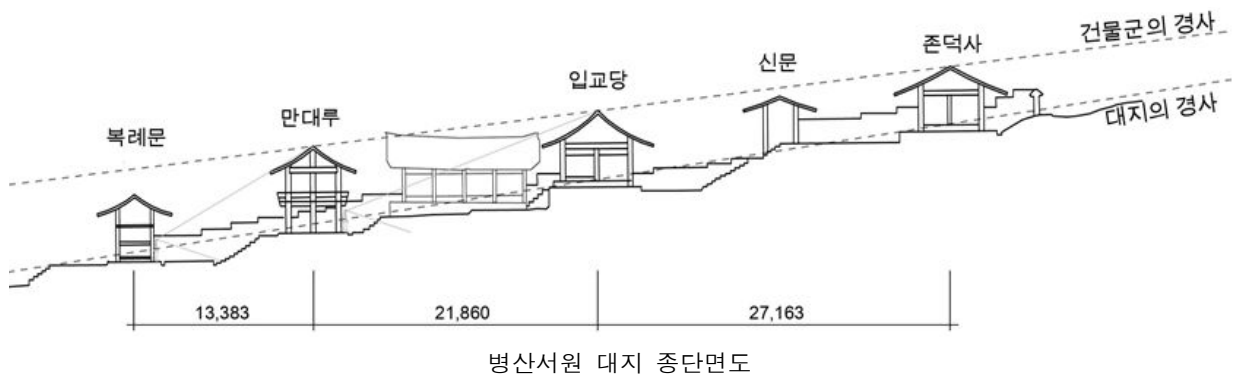 건물군의 경사
존덕사
신문
입교당
대지의 경사
만대루
복례문
13,383
21,860
27,163
병산서원 대지 종단면도